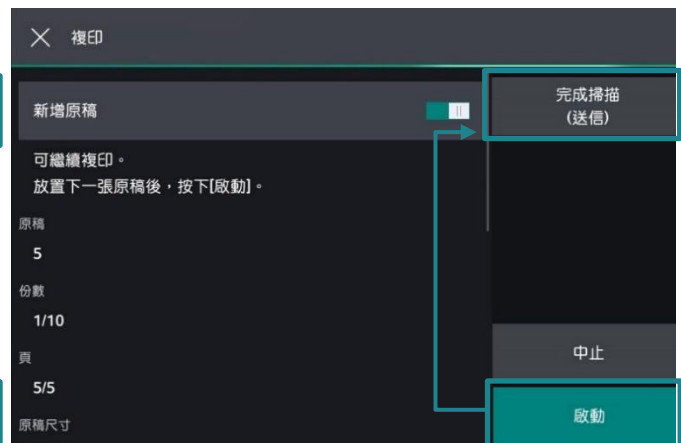 複印
新增原稿
完成掃描
(送信)
可繼續複印。
放置下一張原稿後，按下[啟動]。
原稿
5
份數
1/10
頁
5/5
原稿尺寸
中止
啟動